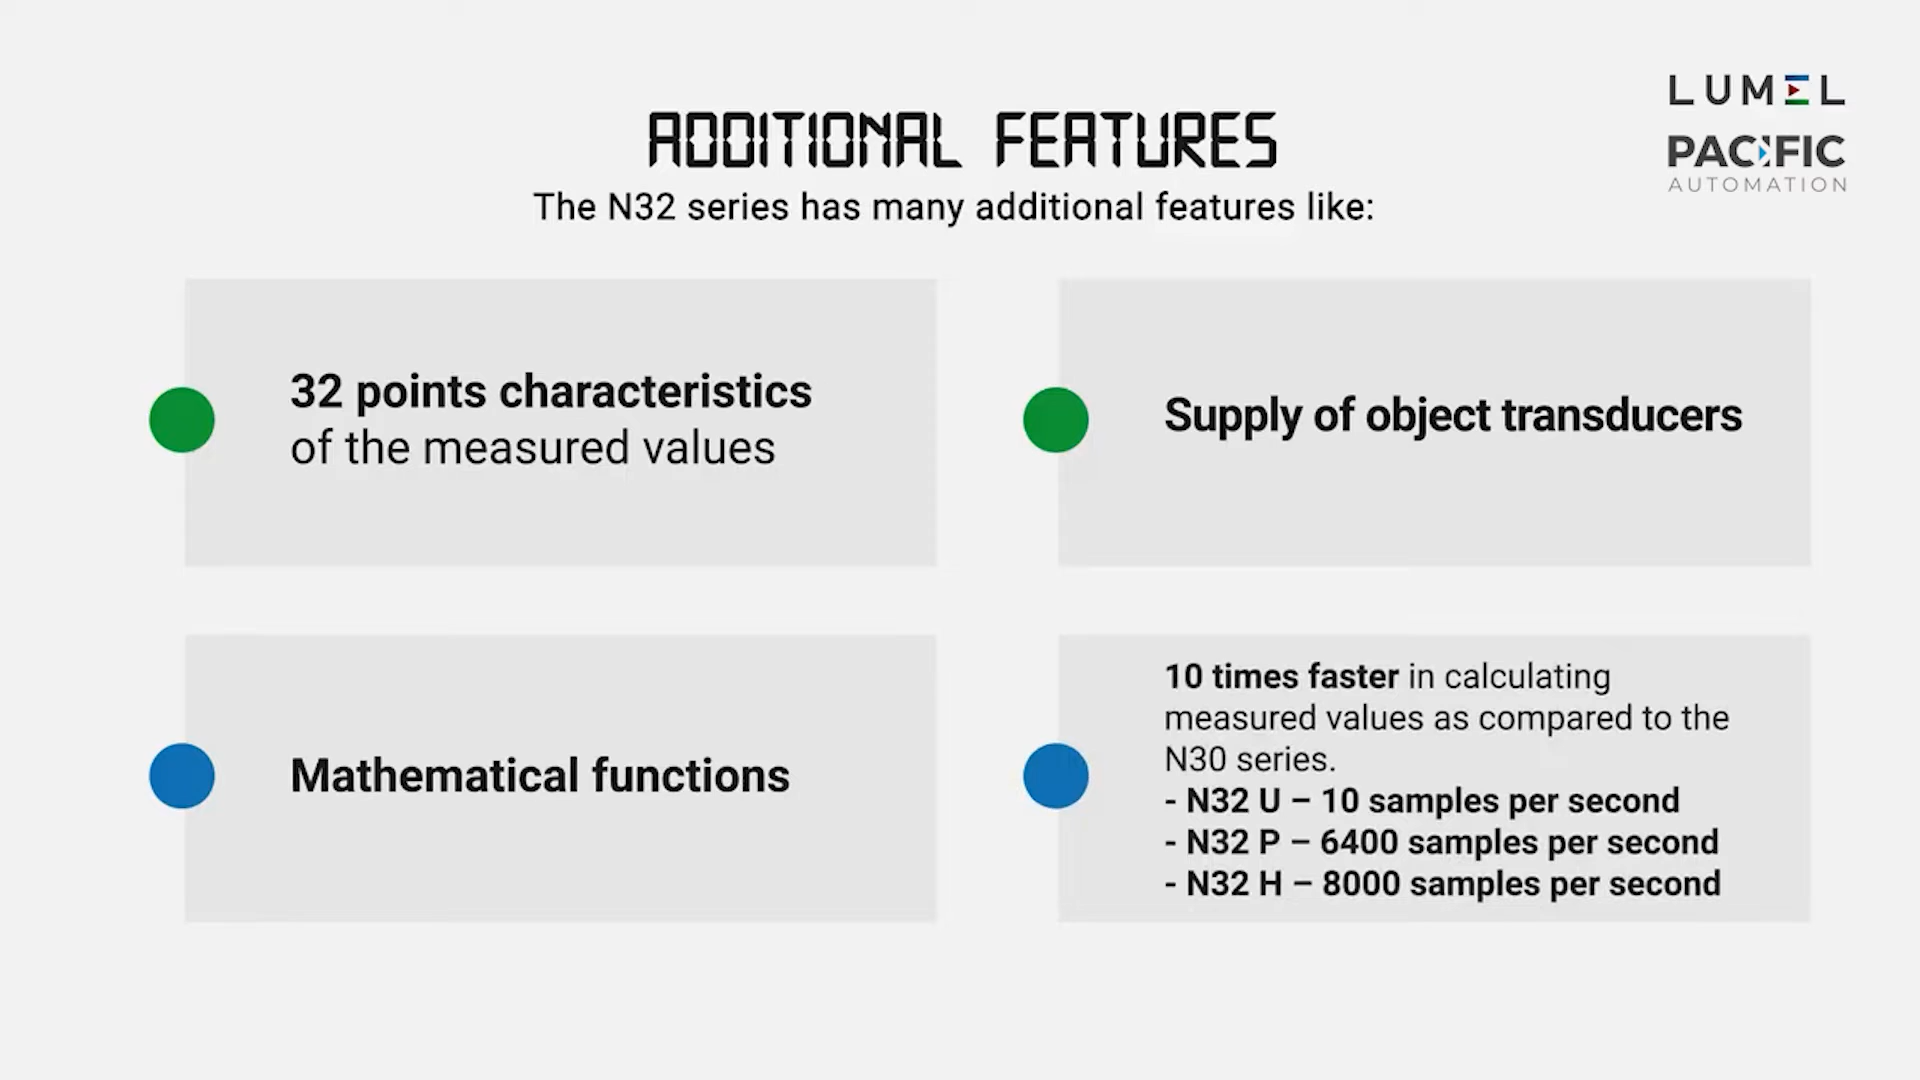 LUMEL
PACIFIC
AUTOMATION
ADDITIONAL FEATURES
The N32 series has many additional features like:
32 points characteristics
of the measured values
Supply of object transducers
Mathematical functions
10 times faster in calculating
measured values as compared to the
N30 series.
- N32 U – 10 samples per second
- N32 P – 6400 samples per second
- N32 H – 8000 samples per second